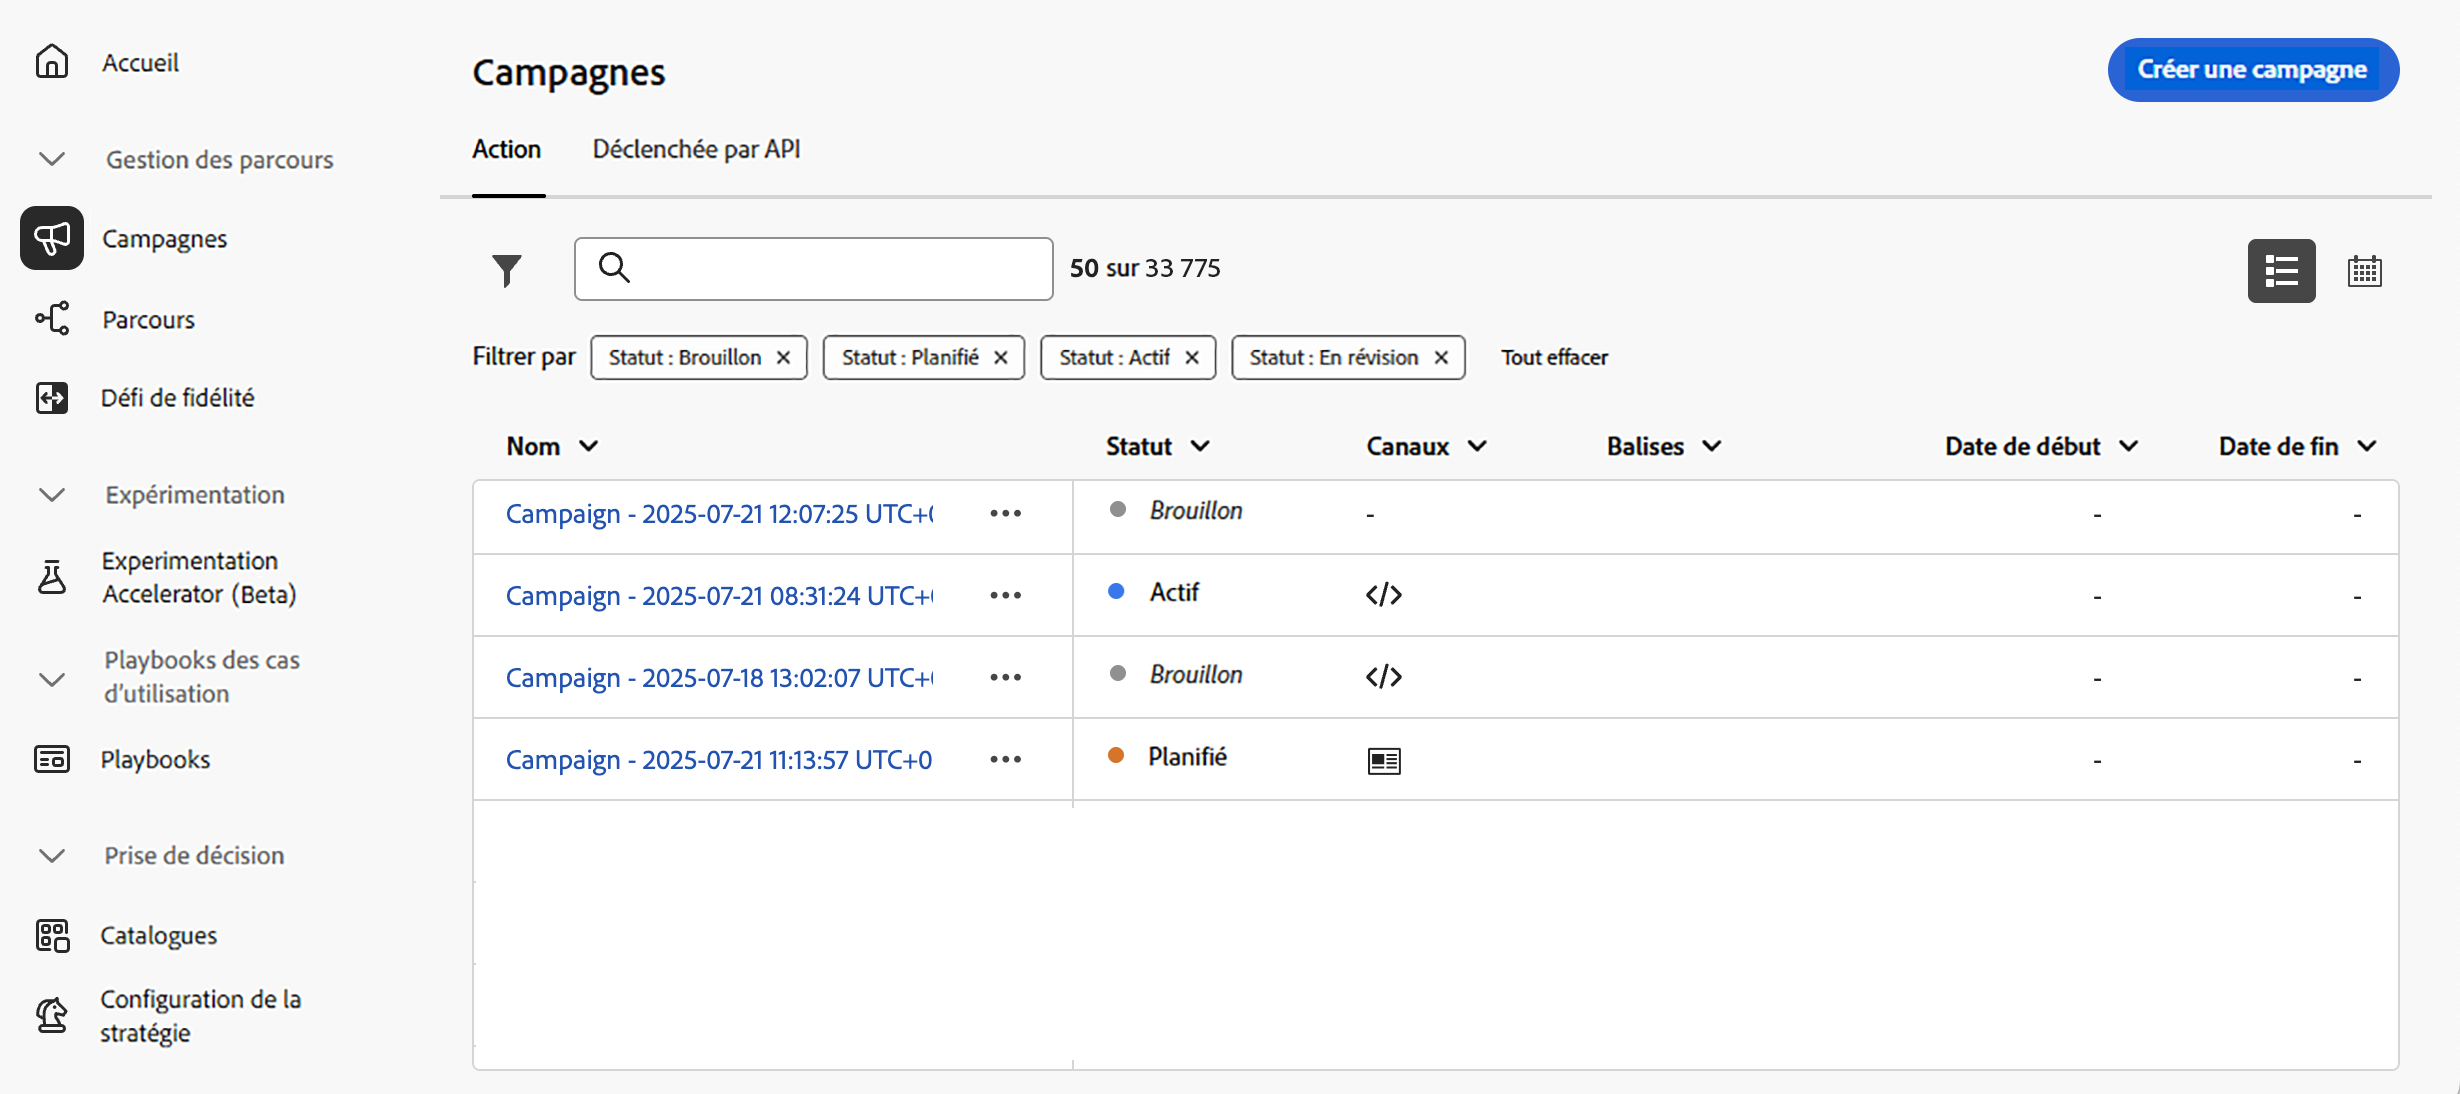 Accueil
Gestion des parcours
Campagnes
Parcours
Défi de fidélité
Expérimentation
Experimentation
Accelerator (Beta)
Playbooks des cas
d’utilisation
Playbooks
Prise de décision
Catalogues
Configuration de la
stratégie
Campagnes
Créer une campagne
Action Déclenchée par API
50 sur 33 775
Filtrer par Statut : Brouillon Statut : Planifié Statut : Actif Statut : En révision Tout effacer
Nom Statut Canaux Balises Date de début Date de fin
Campaign - 2025-07-21 12:07:25 UTC+0 Brouillon - - -
Campaign - 2025-07-21 08:31:24 UTC+ Actif - -
Campaign - 2025-07-18 13:02:07 UTC+ Brouillon - -
Campaign - 2025-07-21 11:13:57 UTC+0 Planifié - -